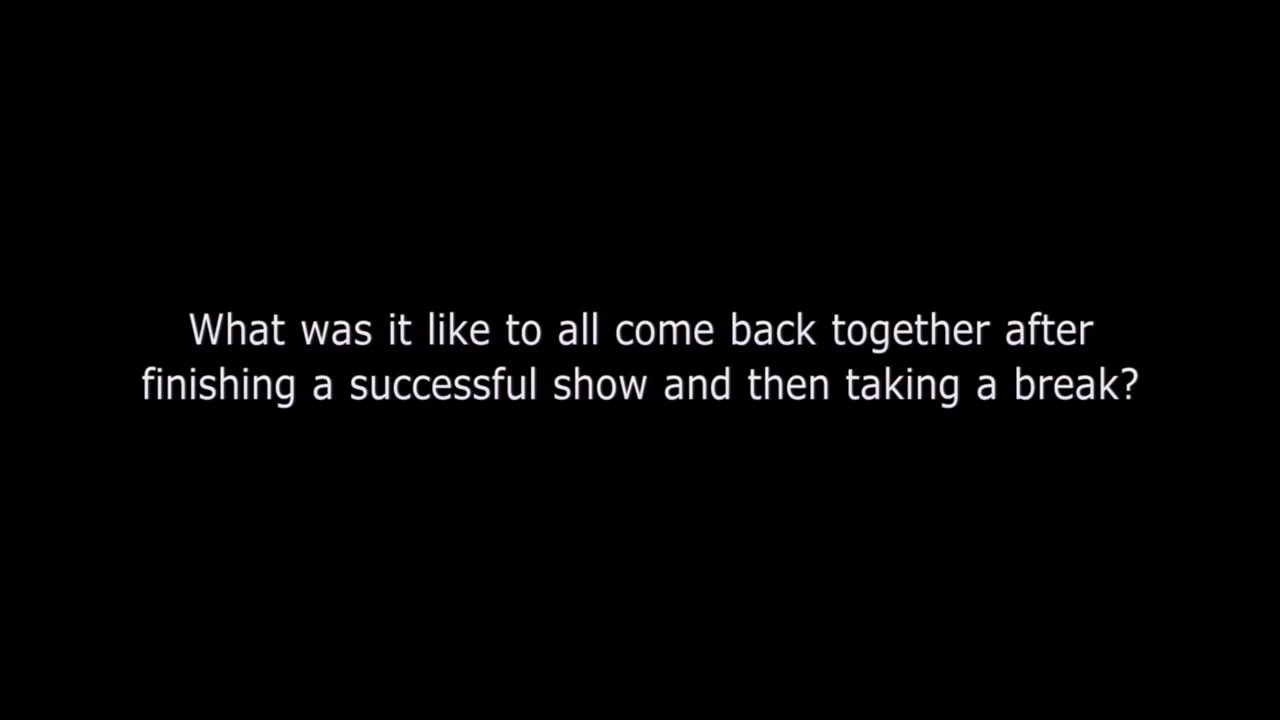 What was it like to all come back together after
finishing a successful show and then taking a break?